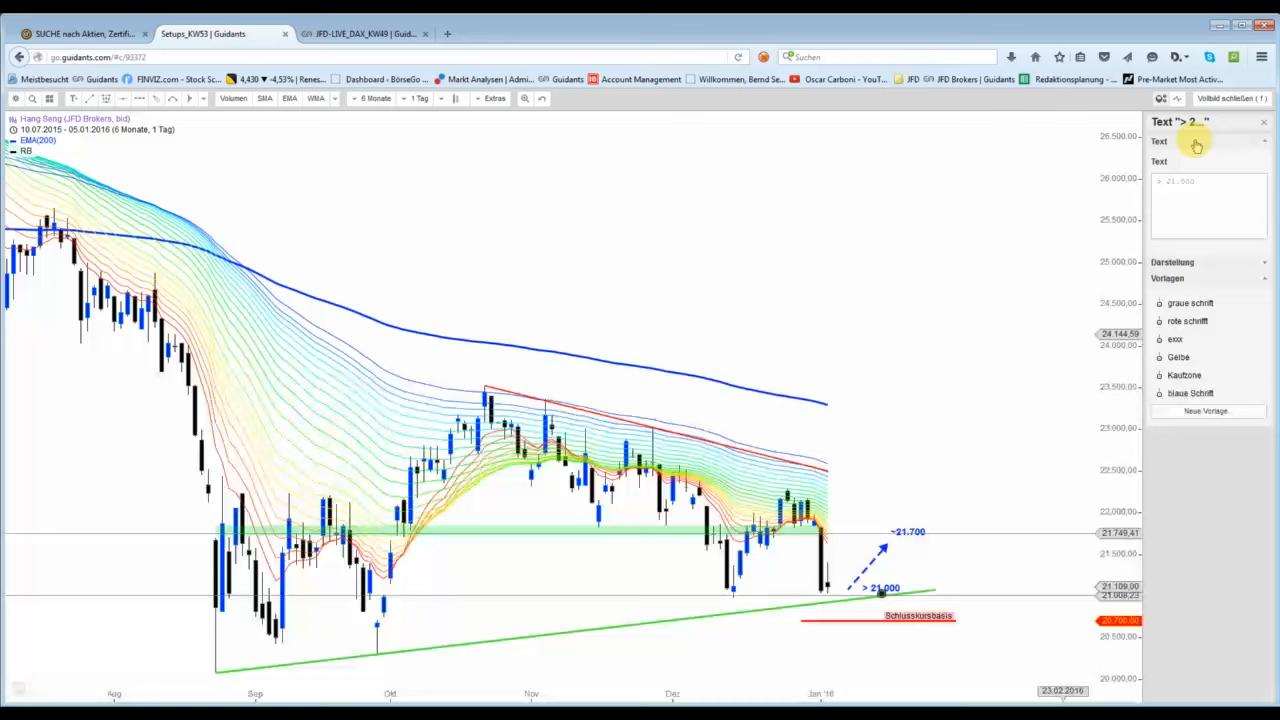 SUCHE nach Aktien, Zertifi...
Setups_KW53 | Guidants
JFD-LIVE_DAX_KW49 | Guid...
go.guidants.com/#c/93372
Suchen
Meistbesucht
Guidants
FINVIZ.com - Stock Sc...
4,430 ▼ -4,53% | Renes...
Dashboard ‹ BörseGo ...
Markt Analysen | Admi...
Guidants
Account Management
Willkommen, Bernd Se...
Oscar Carboni - YouT...
JFD
JFD Brokers | Guidants
Redaktionsplanung - ...
Pre-Market Most Activ...
Volumen
SMA
EMA
WMA
6 Monate
1 Tag
Extras
Vollbild schließen ( f )
Hang Seng (JFD Brokers, bid)
10.07.2015 - 05.01.2016 (6 Monate, 1 Tag)
EMA(200)
RB
26.500,00
26.000,00
25.500,00
25.000,00
24.500,00
24.144,59
24.000,00
23.500,00
23.000,00
22.500,00
22.000,00
21.749,41
21.500,00
21.109,00
21.008,23
20.700,00
20.500,00
20.000,00
~21.700
> 21.000
Schlusskursbasis
Aug
Sep
Okt
Nov
Dez
Jan '16
23.02.2016
Text "> 2..."
Text
Text
> 21.000
Darstellung
Vorlagen
graue schrift
rote schrifft
exxx
Gelbe
Kaufzone
blaue Schrift
Neue Vorlage...